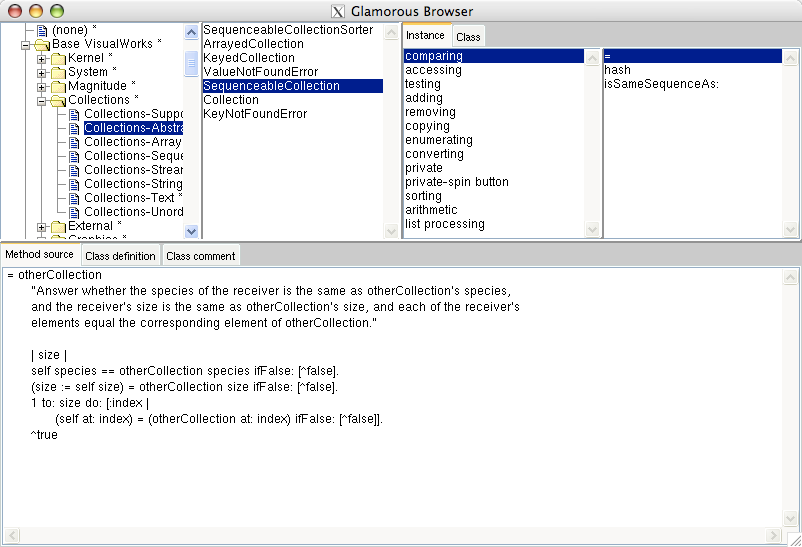 Glamorous Browser
(none) *
Base VisualWorks *
Kernel *
System *
Magnitude *
Collections *
Collections-Suppo
Collections-Abstra
Collections-Array
Collections-Seque
Collections-Strean
Collections-String
Collections-Text *
Collections-Unord
External *
Graphics *
SequenceableCollectionSorter
ArrayedCollection
KeyedCollection
ValueNotFoundError
SequenceableCollection
Collection
KeyNotFoundError
Instance
Class
comparing
accessing
testing
adding
removing
copying
enumerating
converting
private
private-spin button
sorting
arithmetic
list processing
=
hash
isSameSequenceAs:
Method source
Class definition
Class comment
= otherCollection
"Answer whether the species of the receiver is the same as otherCollection's species,
and the receiver's size is the same as otherCollection's size, and each of the receiver's
elements equal the corresponding element of otherCollection."
| size |
self species == otherCollection species ifFalse: [^false].
(size := self size) = otherCollection size ifFalse: [^false].
1 to: size do: [:index |
(self at: index) = (otherCollection at: index) ifFalse: [^false]].
^true